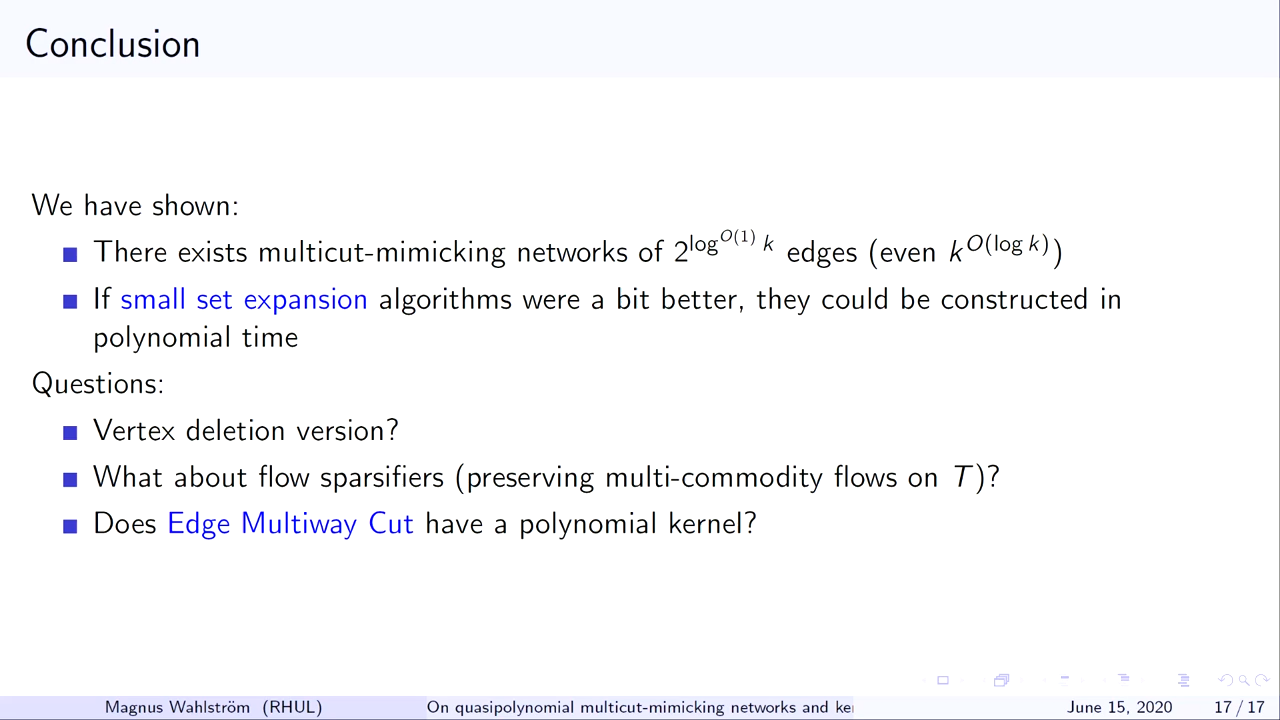 Conclusion
We have shown:
There exists multicut-mimicking networks of 2^{log^{O(1)} k} edges (even k^{O(log k)})
If small set expansion algorithms were a bit better, they could be constructed in
polynomial time
Questions:
Vertex deletion version?
What about flow sparsifiers (preserving multi-commodity flows on T)?
Does Edge Multiway Cut have a polynomial kernel?
Magnus Wahlström (RHUL) On quasipolynomial multicut-mimicking networks and ke June 15, 2020 17 / 17